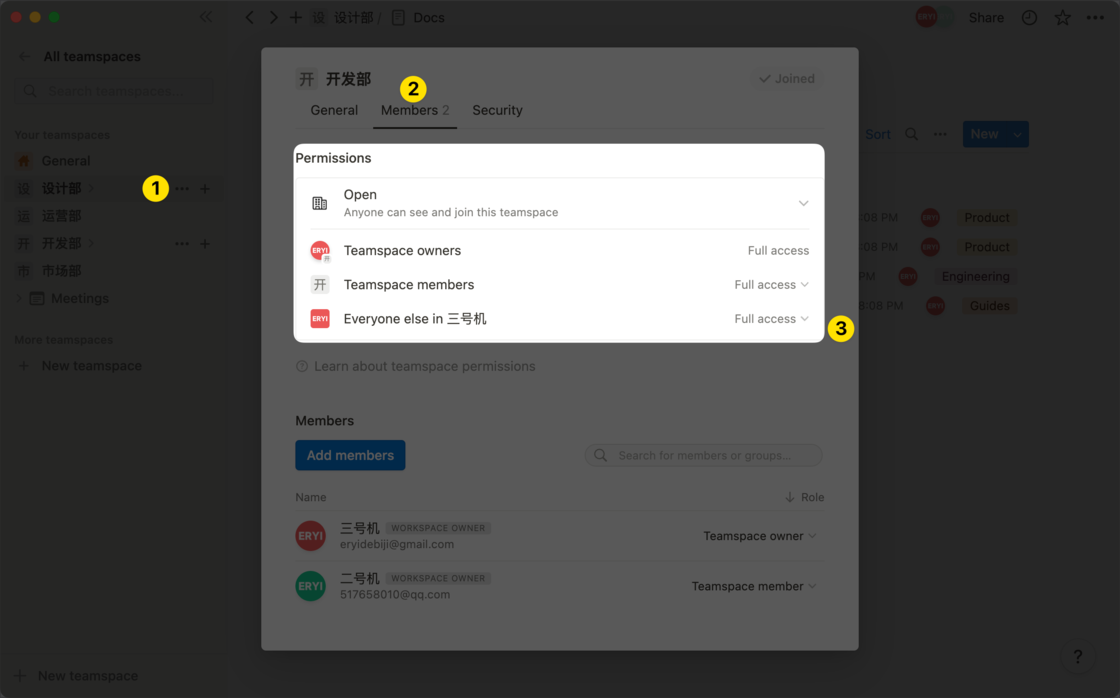 设 设计部 / Docs
ERYI Share
All teamspaces
Search teamspaces...
Your teamspaces
General
设 设计部
运 运营部
开 开发部
市 市场部
Meetings
More teamspaces
New teamspace
New teamspace
1
开 开发部
Joined
2
General Members 2 Security
Permissions
Open
Anyone can see and join this teamspace
ERYI Teamspace owners Full access
开 Teamspace members Full access
ERYI Everyone else in 三号机 Full access
3
Learn about teamspace permissions
Members
Add members
Search for members or groups...
Name Role
ERYI 三号机 WORKSPACE OWNER
eryidebiji@gmail.com
Teamspace owner
ERYI 二号机 WORKSPACE OWNER
517658010@qq.com
Teamspace member
Sort New
:08 PM ERYI Product
:08 PM ERYI Product
PM ERYI Engineering
8:08 PM ERYI Guides
?